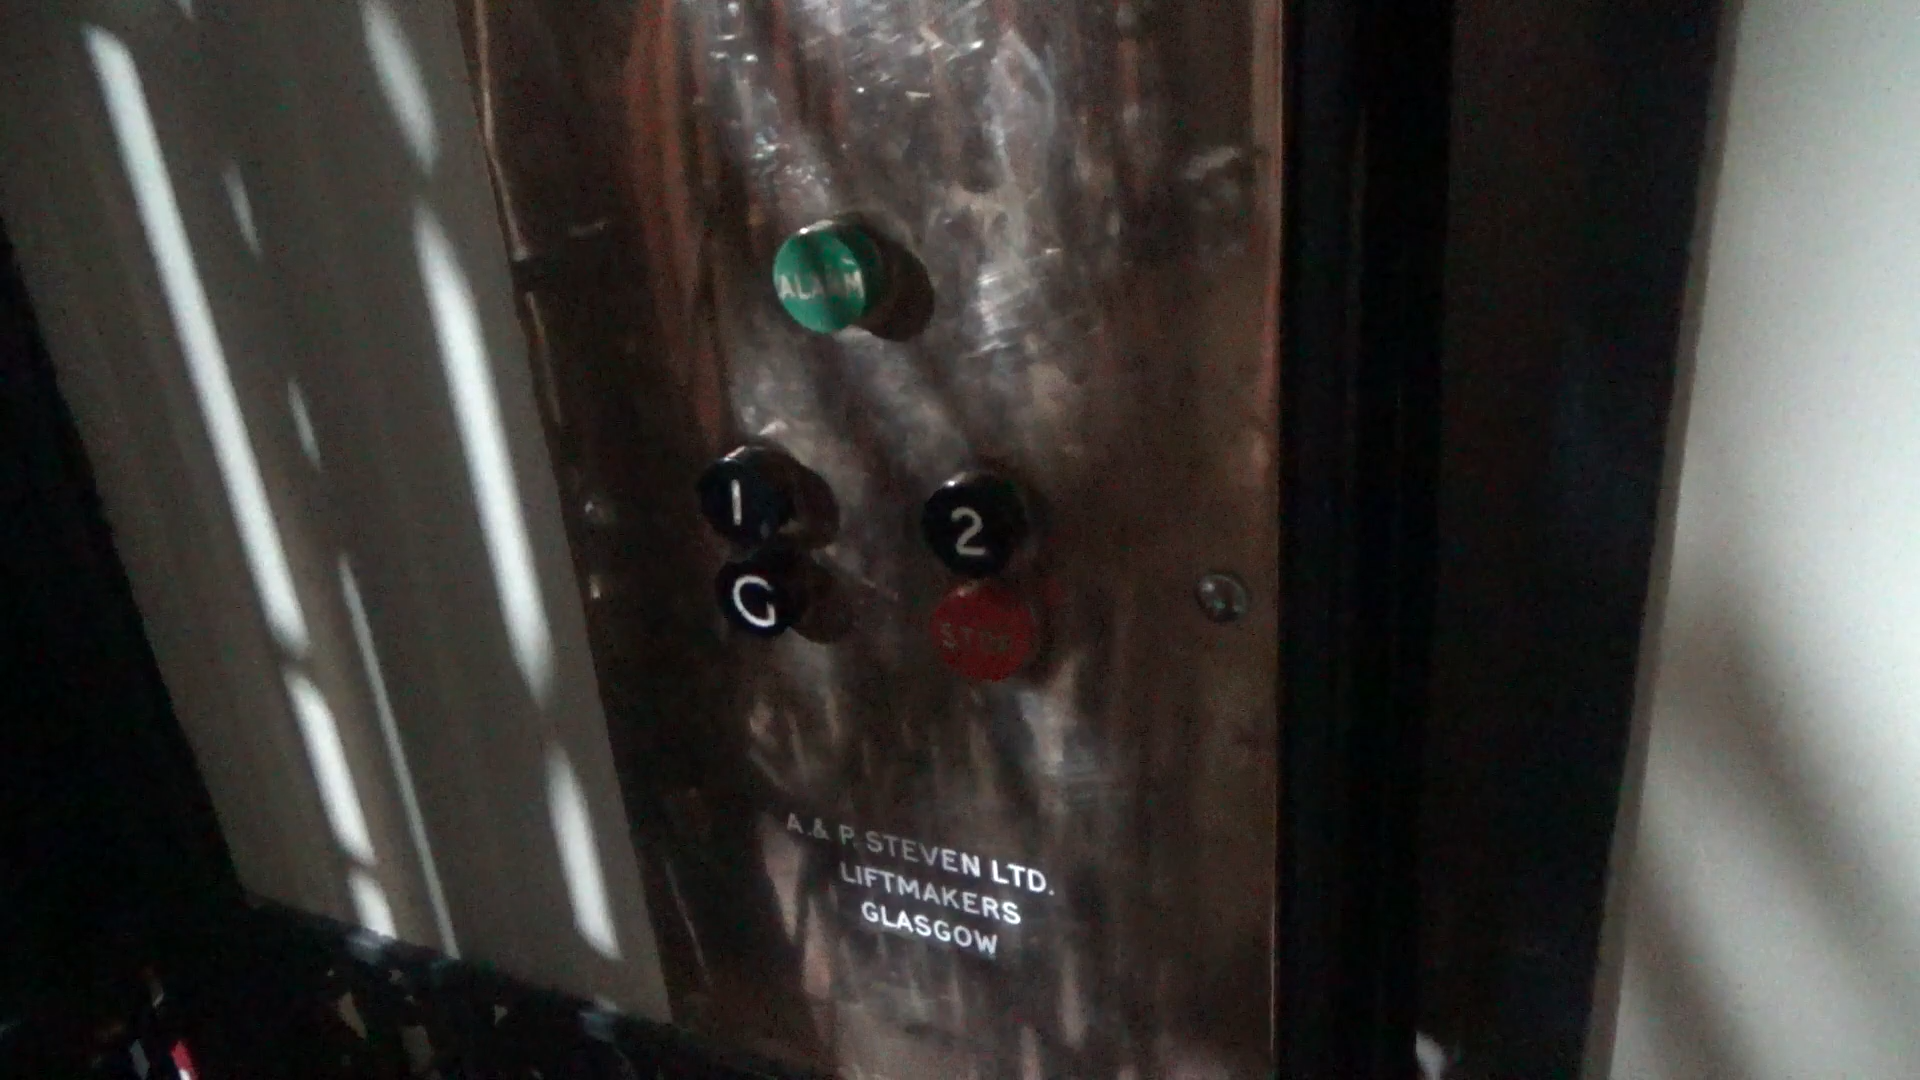 ALARM
1 2
G STOP
A. & P. STEVEN LTD.
LIFTMAKERS
GLASGOW